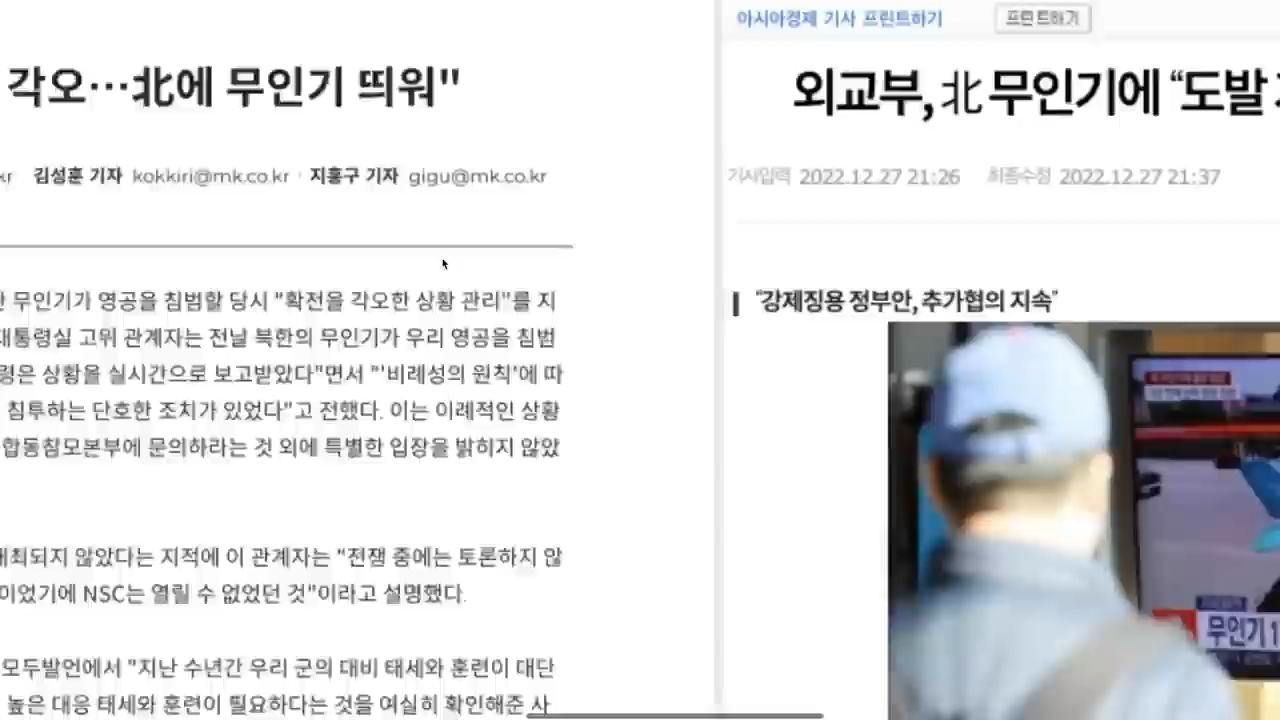 각오…北에 무인기 띄워"
kr 김성훈 기자 kokkiri@mk.co.kr · 지홍구 기자 gigu@mk.co.kr
무인기가 영공을 침범할 당시 "확전을 각오한 상황 관리"를 지
대통령실 고위 관계자는 전날 북한의 무인기가 우리 영공을 침범
령은 상황을 실시간으로 보고받았다"면서 "'비례성의 원칙'에 따
침투하는 단호한 조치가 있었다"고 전했다. 이는 이례적인 상황
합동참모본부에 문의하라는 것 외에 특별한 입장을 밝히지 않았
개최되지 않았다는 지적에 이 관계자는 "전쟁 중에는 토론하지 않
이었기에 NSC는 열릴 수 없었던 것"이라고 설명했다.
모두발언에서 "지난 수년간 우리 군의 대비 태세와 훈련이 대단
높은 대응 태세와 훈련이 필요하다는 것을 여실히 확인해준 사
아시아경제 기사 프린트하기 프린트하기
외교부, 北 무인기에 “도발
기사입력 2022.12.27 21:26 최종수정 2022.12.27 21:37
"강제징용 정부안, 추가협의 지속"
무인기 1